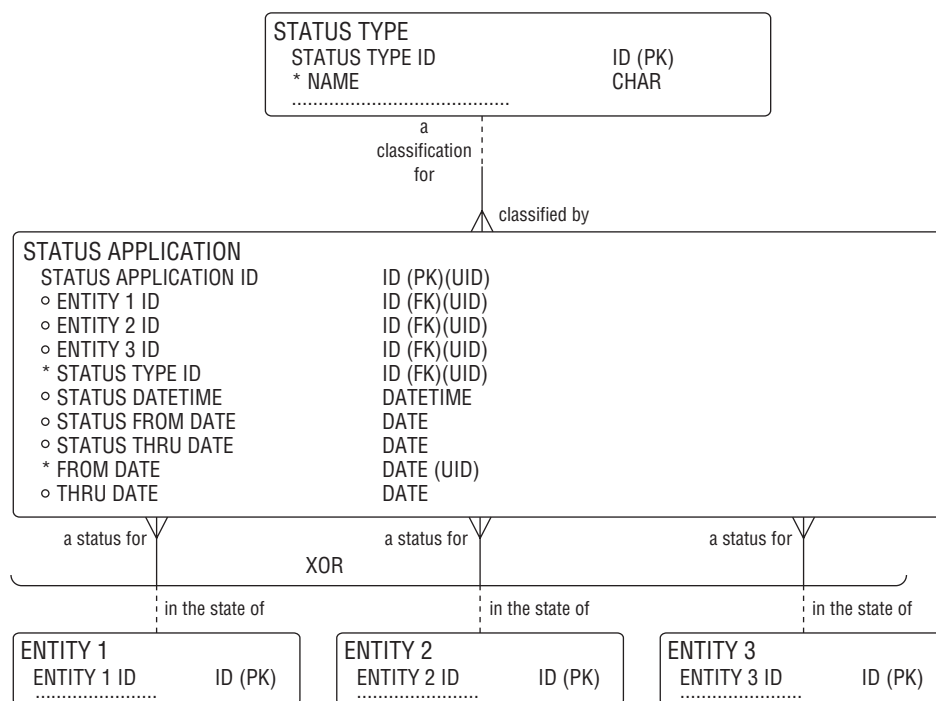 STATUS TYPE
STATUS TYPE ID ID (PK)
* NAME CHAR
a
classification
for
classified by
STATUS APPLICATION
STATUS APPLICATION ID ID (PK)(UID)
○ ENTITY 1 ID ID (FK)(UID)
○ ENTITY 2 ID ID (FK)(UID)
○ ENTITY 3 ID ID (FK)(UID)
* STATUS TYPE ID ID (FK)(UID)
○ STATUS DATETIME DATETIME
○ STATUS FROM DATE DATE
○ STATUS THRU DATE DATE
* FROM DATE DATE (UID)
○ THRU DATE DATE
a status for a status for a status for
XOR
in the state of in the state of in the state of
ENTITY 1 ENTITY 2 ENTITY 3
ENTITY 1 ID ID (PK) ENTITY 2 ID ID (PK) ENTITY 3 ID ID (PK)